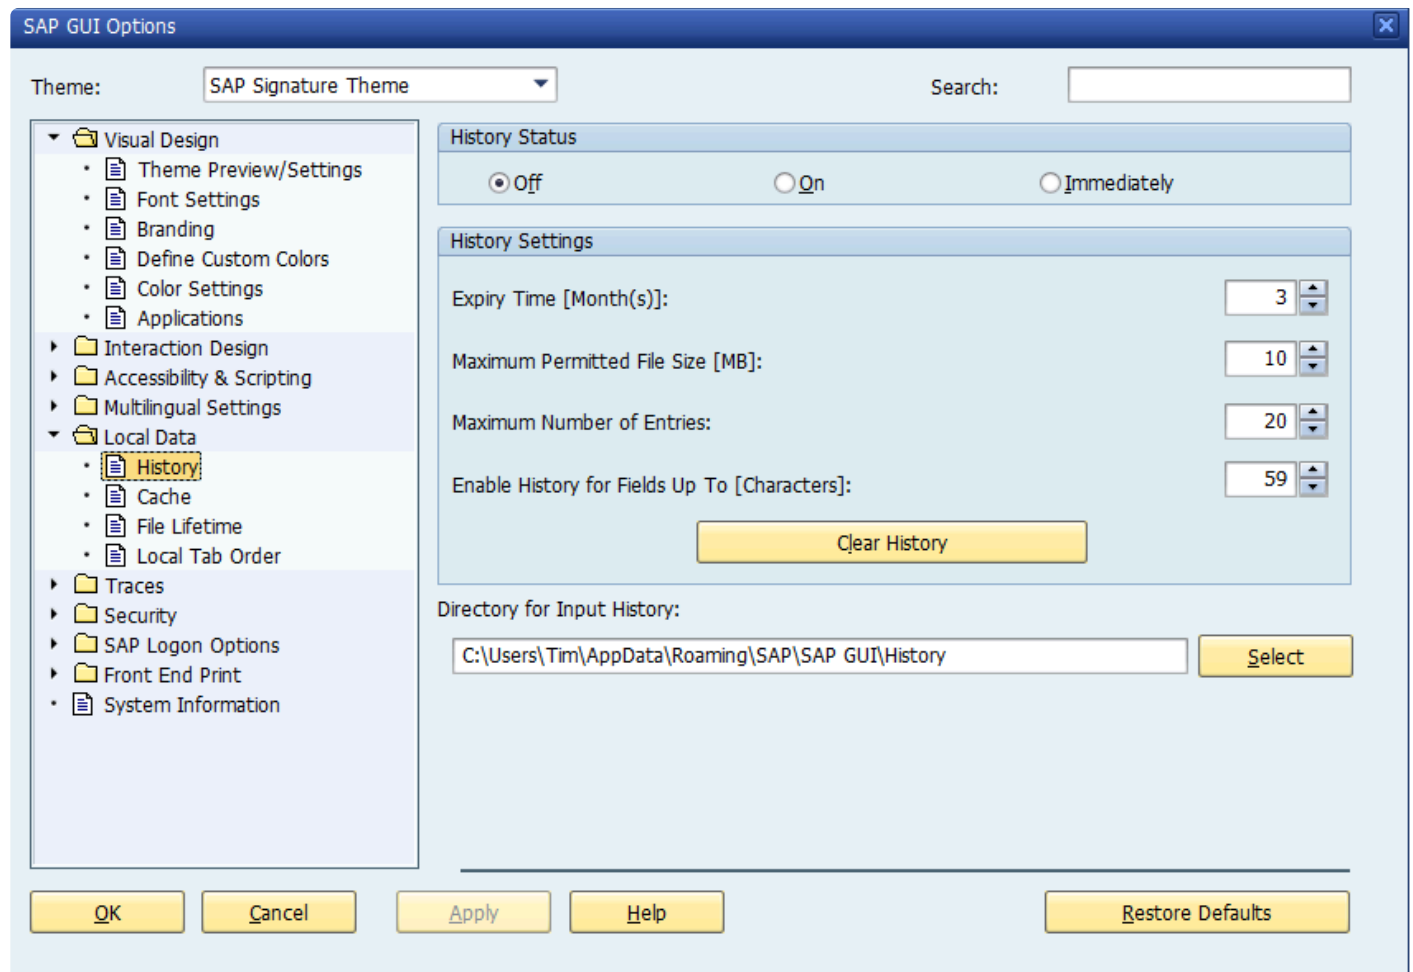 SAP GUI Options
Theme: SAP Signature Theme Search:
Visual Design
Theme Preview/Settings
Font Settings
Branding
Define Custom Colors
Color Settings
Applications
Interaction Design
Accessibility & Scripting
Multilingual Settings
Local Data
History
Cache
File Lifetime
Local Tab Order
Traces
Security
SAP Logon Options
Front End Print
System Information
History Status
Off On Immediately
History Settings
Expiry Time [Month(s)]: 3
Maximum Permitted File Size [MB]: 10
Maximum Number of Entries: 20
Enable History for Fields Up To [Characters]: 59
Clear History
Directory for Input History:
C:\Users\Tim\AppData\Roaming\SAP\SAP GUI\History Select
OK Cancel Apply Help Restore Defaults